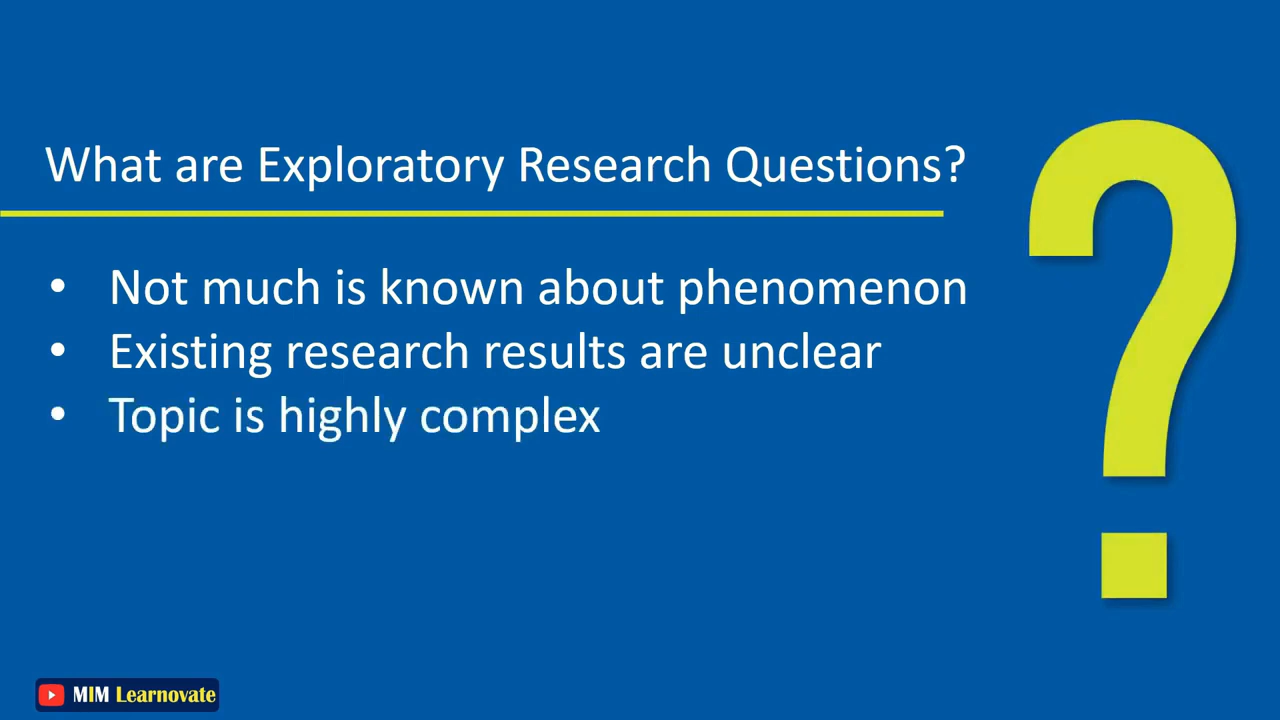 What are Exploratory Research Questions?
• Not much is known about phenomenon
• Existing research results are unclear
• Topic is highly complex
?
MIM Learnovate